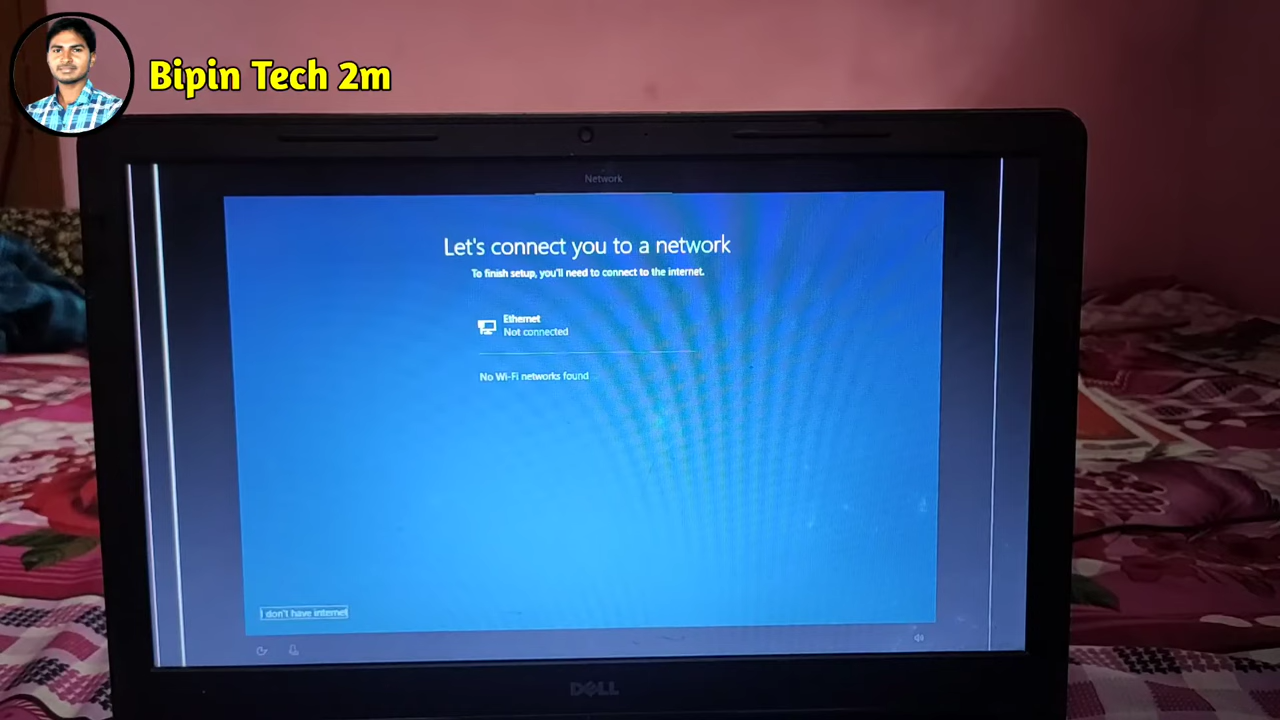 Bipin Tech 2m
Network
Let's connect you to a network
To finish setup, you'll need to connect to the internet.
Ethernet
Not connected
No Wi-Fi networks found
I don't have internet
DELL